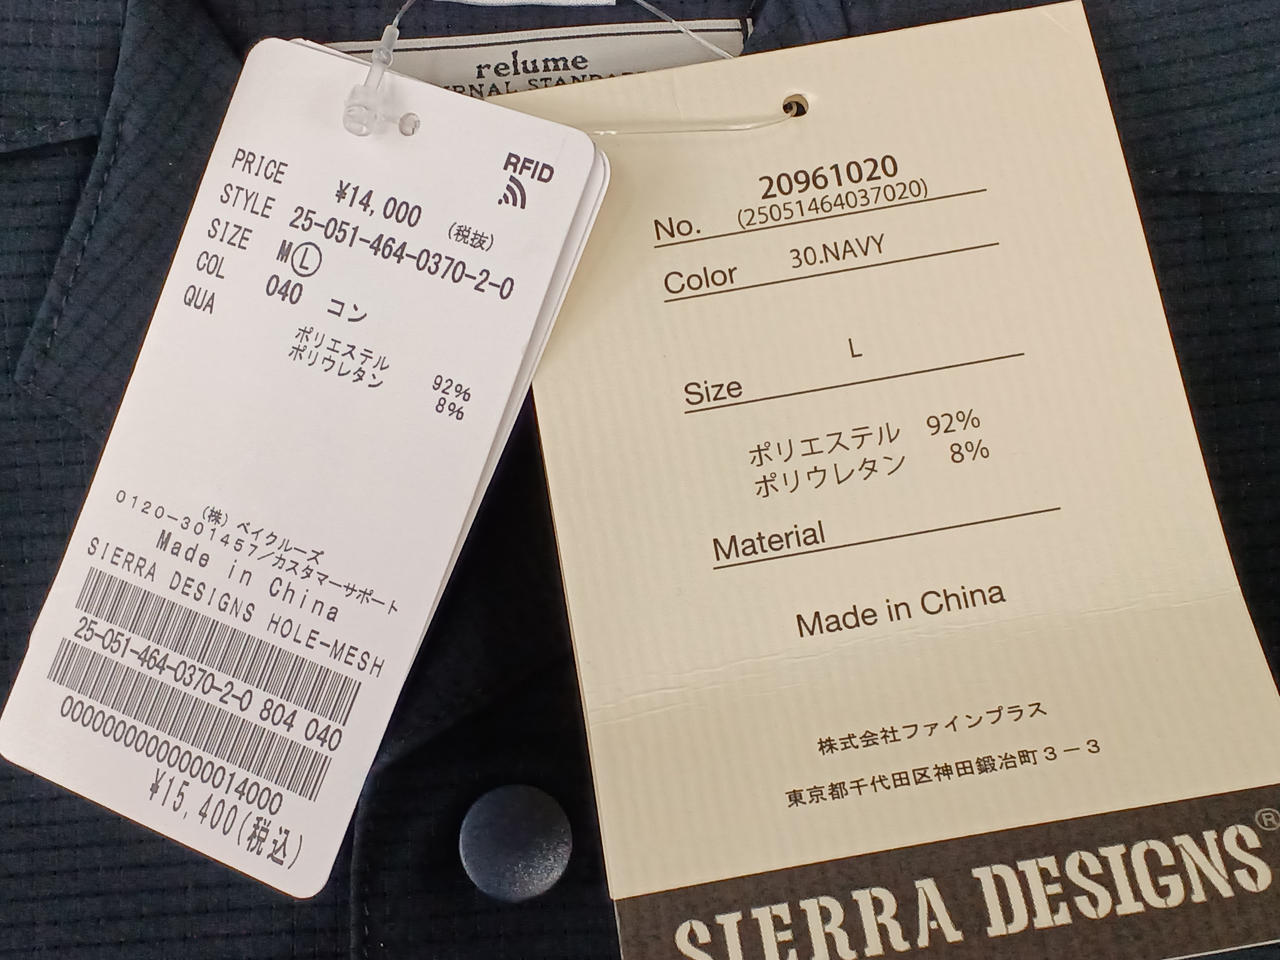 relume
RFID
PRICE ¥14,000 (税抜)
STYLE 25-051-464-0370-2-0
SIZE M Ⓛ
COL 040 コン
QUA
ポリエステル 92%
ポリウレタン 8%
(株) ベイクルーズ
0120-301457/カスタマーサポート
Made in China
SIERRA DESIGNS HOLE-MESH
25-051-464-0370-2-0 804 040
0000000000000014000
¥15,400(税込)
20961020
No. (25051464037020)
Color 30.NAVY
Size L
ポリエステル 92%
ポリウレタン 8%
Material
Made in China
株式会社ファインプラス
東京都千代田区神田鍛冶町3-3
SIERRA DESIGNS®